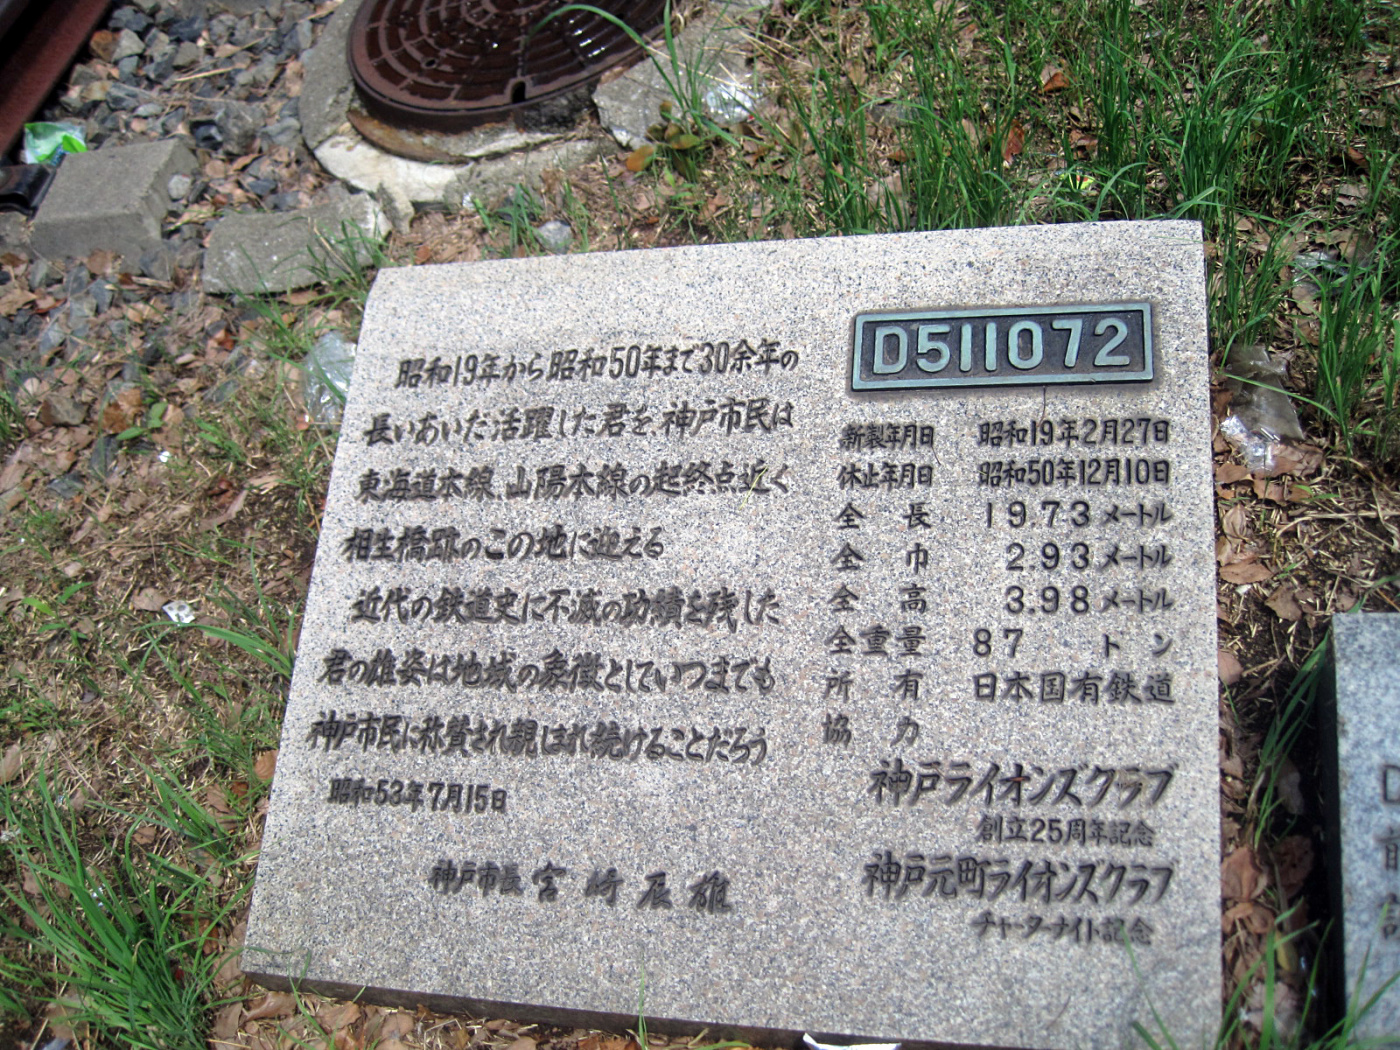 昭和19年から昭和50年まで30余年の
長いあいだ活躍した君を、神戸市民は
東海道本線、山陽本線の起終点近く
相生橋跡のこの地に迎える
近代の鉄道史に不滅の功績を残した
君の雄姿は地域の象徴としていつまでも
神戸市民に称賛され親しまれ続けることだろう
昭和53年7月15日
神戸市長 宮崎辰雄
D511072
新製年月日 昭和19年2月27日
休止年月日 昭和50年12月10日
全長 19.73メートル
全巾 2.93メートル
全高 3.98メートル
全重量 87 トン
所有 日本国有鉄道
協力
神戸ライオンズクラブ
創立25周年記念
神戸元町ライオンズクラブ
チャーターナイト記念